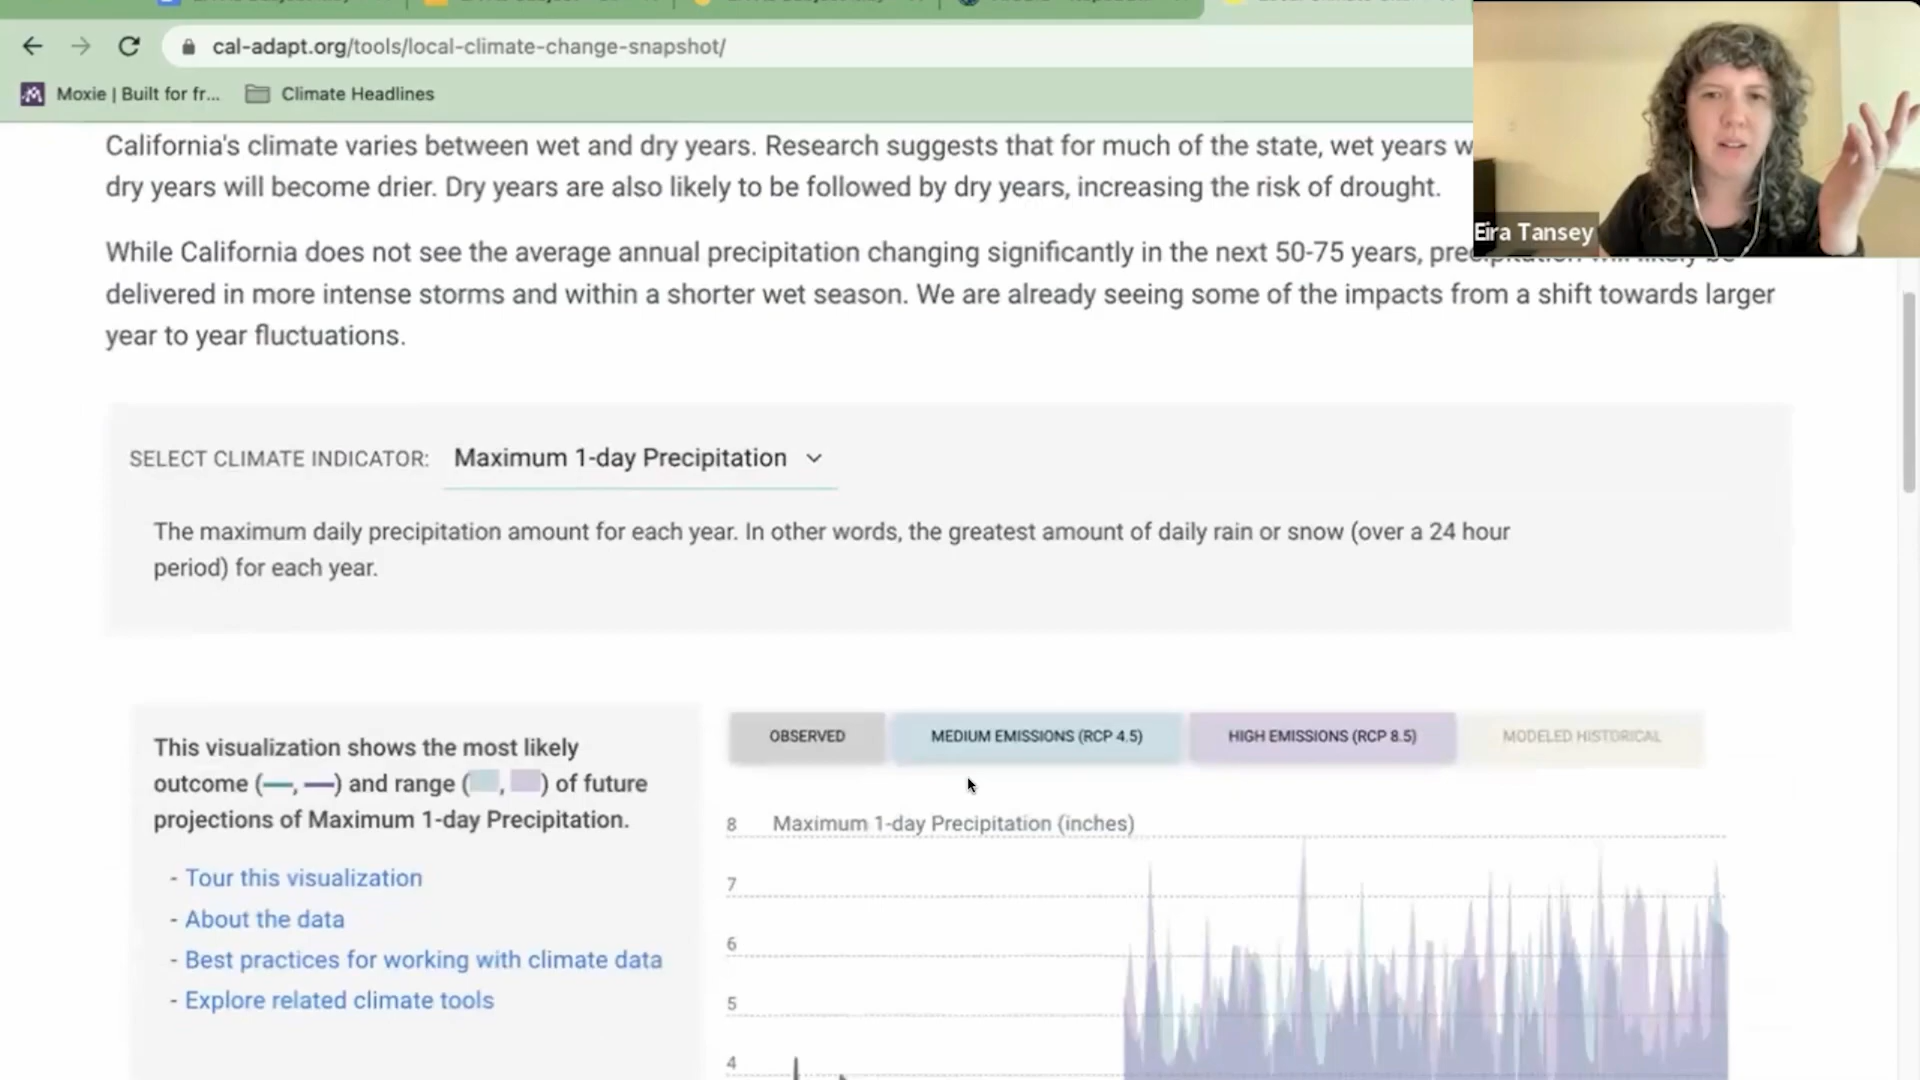 cal-adapt.org/tools/local-climate-change-snapshot/
Moxie | Built for fr...
Climate Headlines
California's climate varies between wet and dry years. Research suggests that for much of the state, wet years
dry years will become drier. Dry years are also likely to be followed by dry years, increasing the risk of drought.
Eira Tansey
While California does not see the average annual precipitation changing significantly in the next 50-75 years,
delivered in more intense storms and within a shorter wet season. We are already seeing some of the impacts from a shift towards larger
year to year fluctuations.
SELECT CLIMATE INDICATOR: Maximum 1-day Precipitation
The maximum daily precipitation amount for each year. In other words, the greatest amount of daily rain or snow (over a 24 hour
period) for each year.
This visualization shows the most likely
outcome (—, —) and range ( , ) of future
projections of Maximum 1-day Precipitation.
- Tour this visualization
- About the data
- Best practices for working with climate data
- Explore related climate tools
OBSERVED
MEDIUM EMISSIONS (RCP 4.5)
HIGH EMISSIONS (RCP 8.5)
MODELED HISTORICAL
8 Maximum 1-day Precipitation (inches)
7
6
5
4